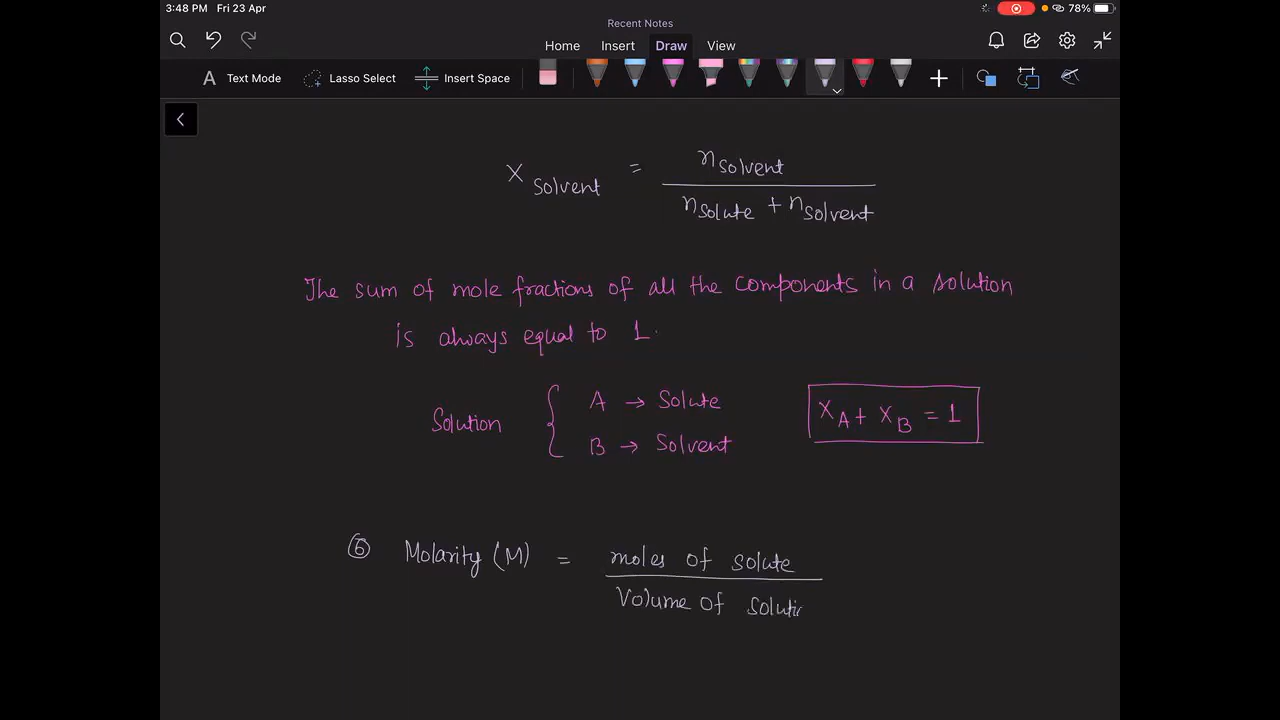 3:48 PM Fri 23 Apr
78%
Recent Notes
Home Insert Draw View
A Text Mode Lasso Select Insert Space
X solvent = n solvent
n solute + n solvent
The sum of mole fractions of all the components in a solution
is always equal to 1.
Solution { A → Solute
B → Solvent
X A + X B = 1
⑥ Molarity (M) = moles of solute
Volume of solutio